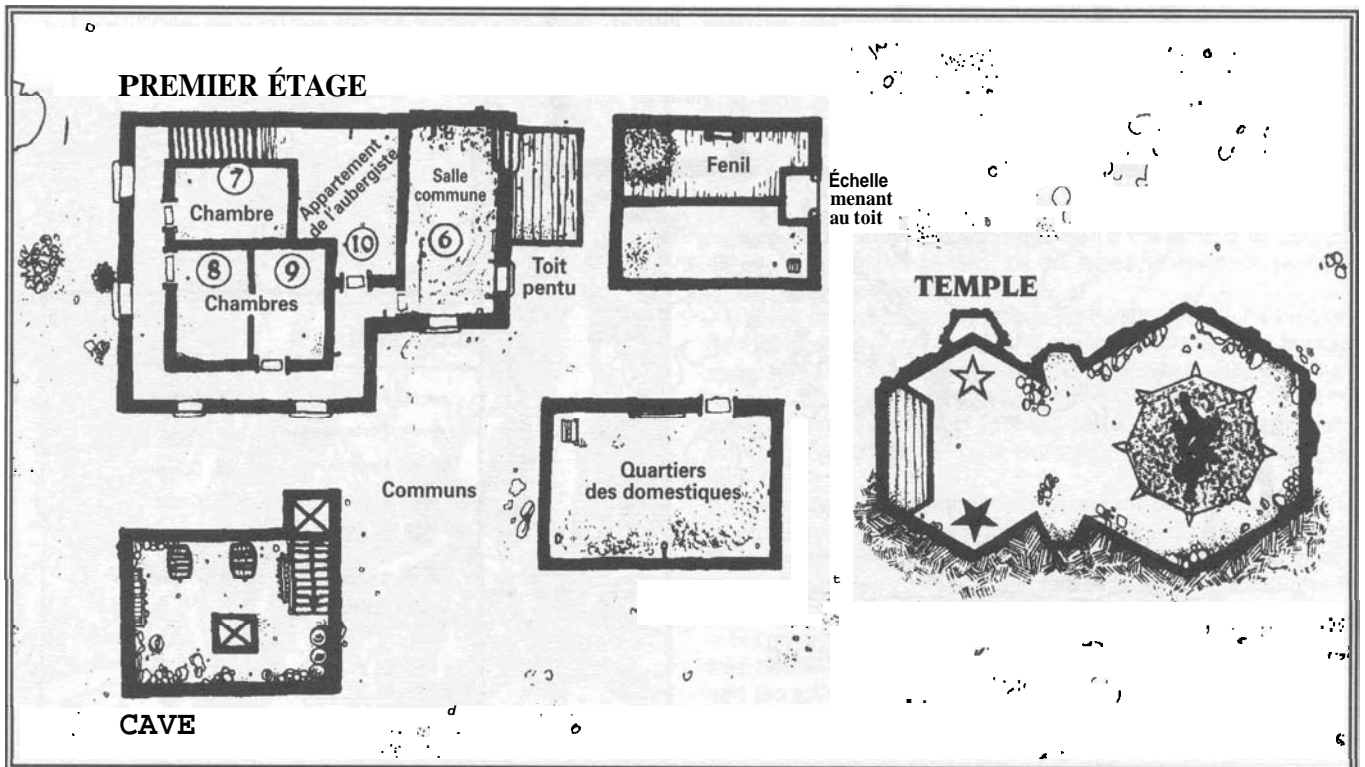 PREMIER ÉTAGE
7
Chambre
8
9
Chambres
Appartement
de l'aubergiste
10
Salle
commune
6
Toit
pentu
Fenil
Échelle
menant
au toit
TEMPLE
Communs
Quartiers
des domestiques
CAVE